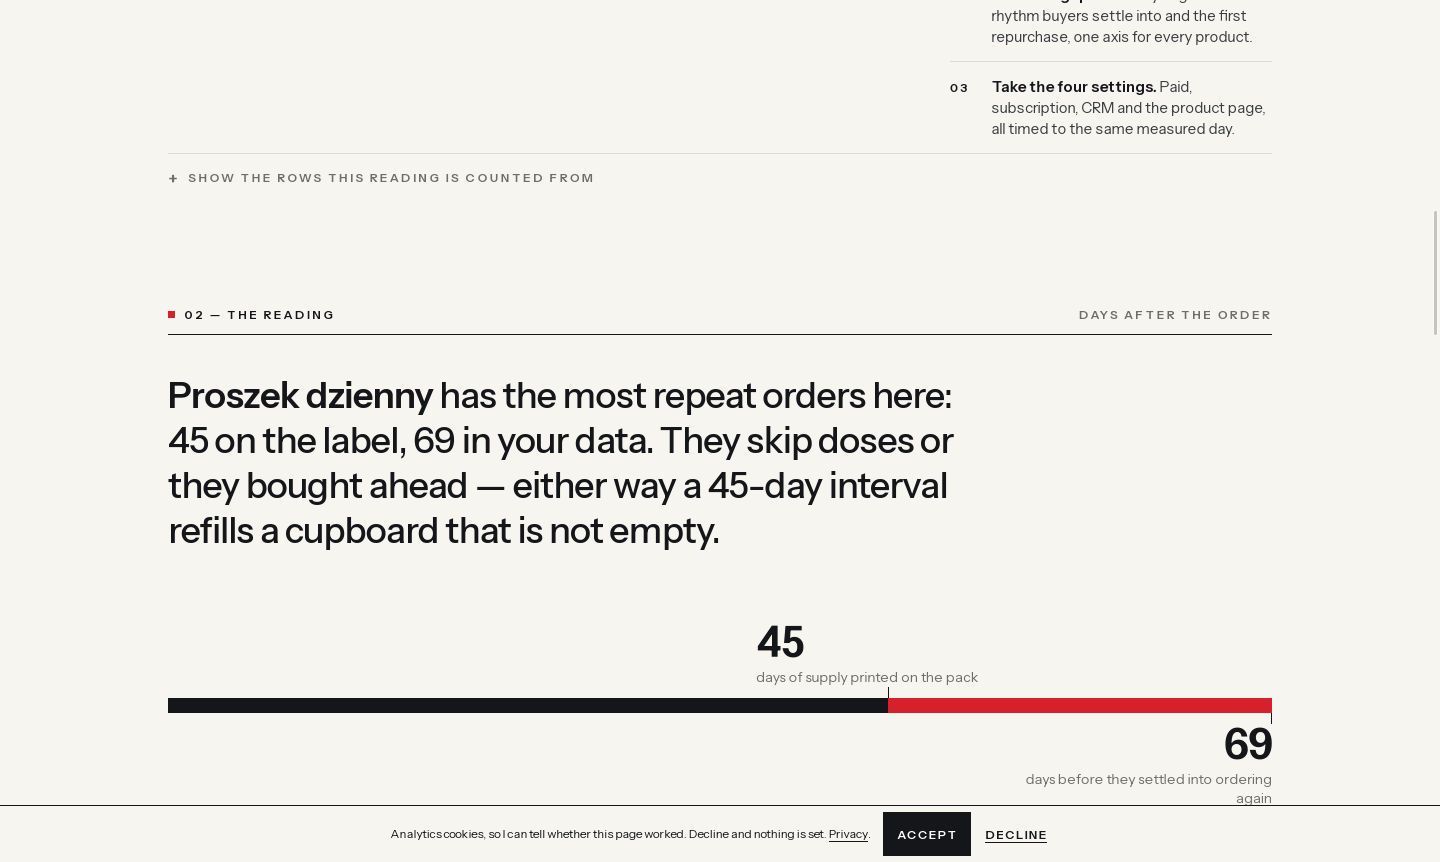 rhythm buyers settle into and the first
repurchase, one axis for every product.
03
Take the four settings. Paid,
subscription, CRM and the product page,
all timed to the same measured day.
+ SHOW THE ROWS THIS READING IS COUNTED FROM
02 — THE READING
DAYS AFTER THE ORDER
Proszek dzienny has the most repeat orders here:
45 on the label, 69 in your data. They skip doses or
they bought ahead — either way a 45-day interval
refills a cupboard that is not empty.
45
days of supply printed on the pack
69
days before they settled into ordering
again
Analytics cookies, so I can tell whether this page worked. Decline and nothing is set. Privacy.
ACCEPT
DECLINE